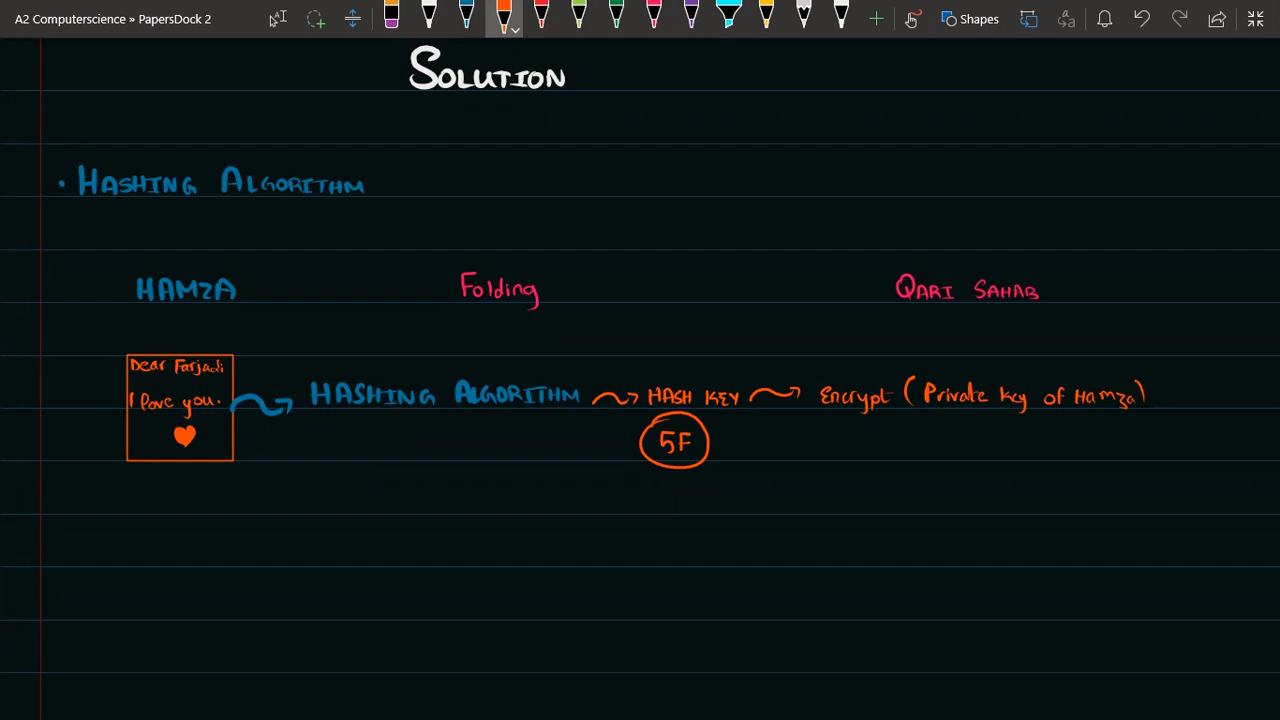 A2 Computerscience » PapersDock 2
Shapes
SOLUTION
• HASHING ALGORITHM
HAMZA Folding QARI SAHAB
Dear Farjadi
I love you.
HASHING ALGORITHM HASH KEY Encrypt (Private key of Hamza)
5F